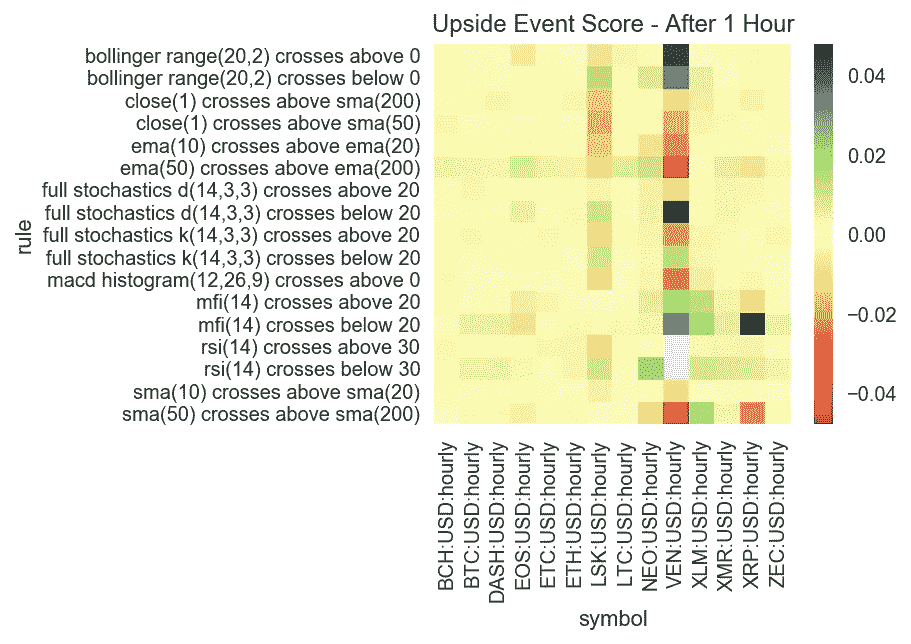 Upside Event Score - After 1 Hour
bollinger range(20,2) crosses above 0
bollinger range(20,2) crosses below 0
close(1) crosses above sma(200)
close(1) crosses above sma(50)
ema(10) crosses above ema(20)
ema(50) crosses above ema(200)
full stochastics d(14,3,3) crosses above 20
full stochastics d(14,3,3) crosses below 20
full stochastics k(14,3,3) crosses above 20
full stochastics k(14,3,3) crosses below 20
macd histogram(12,26,9) crosses above 0
mfi(14) crosses above 20
mfi(14) crosses below 20
rsi(14) crosses above 30
rsi(14) crosses below 30
sma(10) crosses above sma(20)
sma(50) crosses above sma(200)
rule
0.04
0.02
0.00
−0.02
−0.04
BCH:USD:hourly
BTC:USD:hourly
DASH:USD:hourly
EOS:USD:hourly
ETC:USD:hourly
ETH:USD:hourly
LSK:USD:hourly
LTC:USD:hourly
NEO:USD:hourly
VEN:USD:hourly
XLM:USD:hourly
XMR:USD:hourly
XRP:USD:hourly
ZEC:USD:hourly
symbol